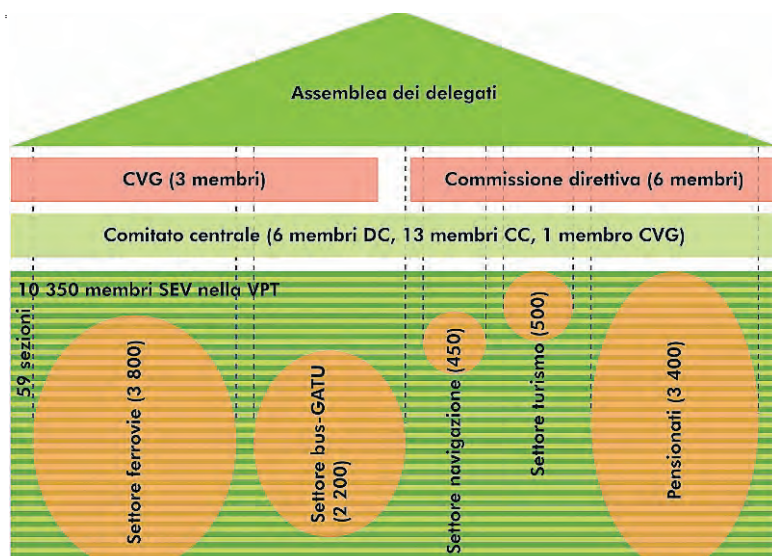 Assemblea dei delegati
CVG (3 membri)
Commissione direttiva (6 membri)
Comitato centrale (6 membri DC, 13 membri CC, 1 membro CVG)
10 350 membri SEV nella VPT
59 sezioni
Settore ferrovie (3 800)
Settore bus-GATU
(2 200)
Settore navigazione (450)
Settore turismo (500)
Pensionati (3 400)